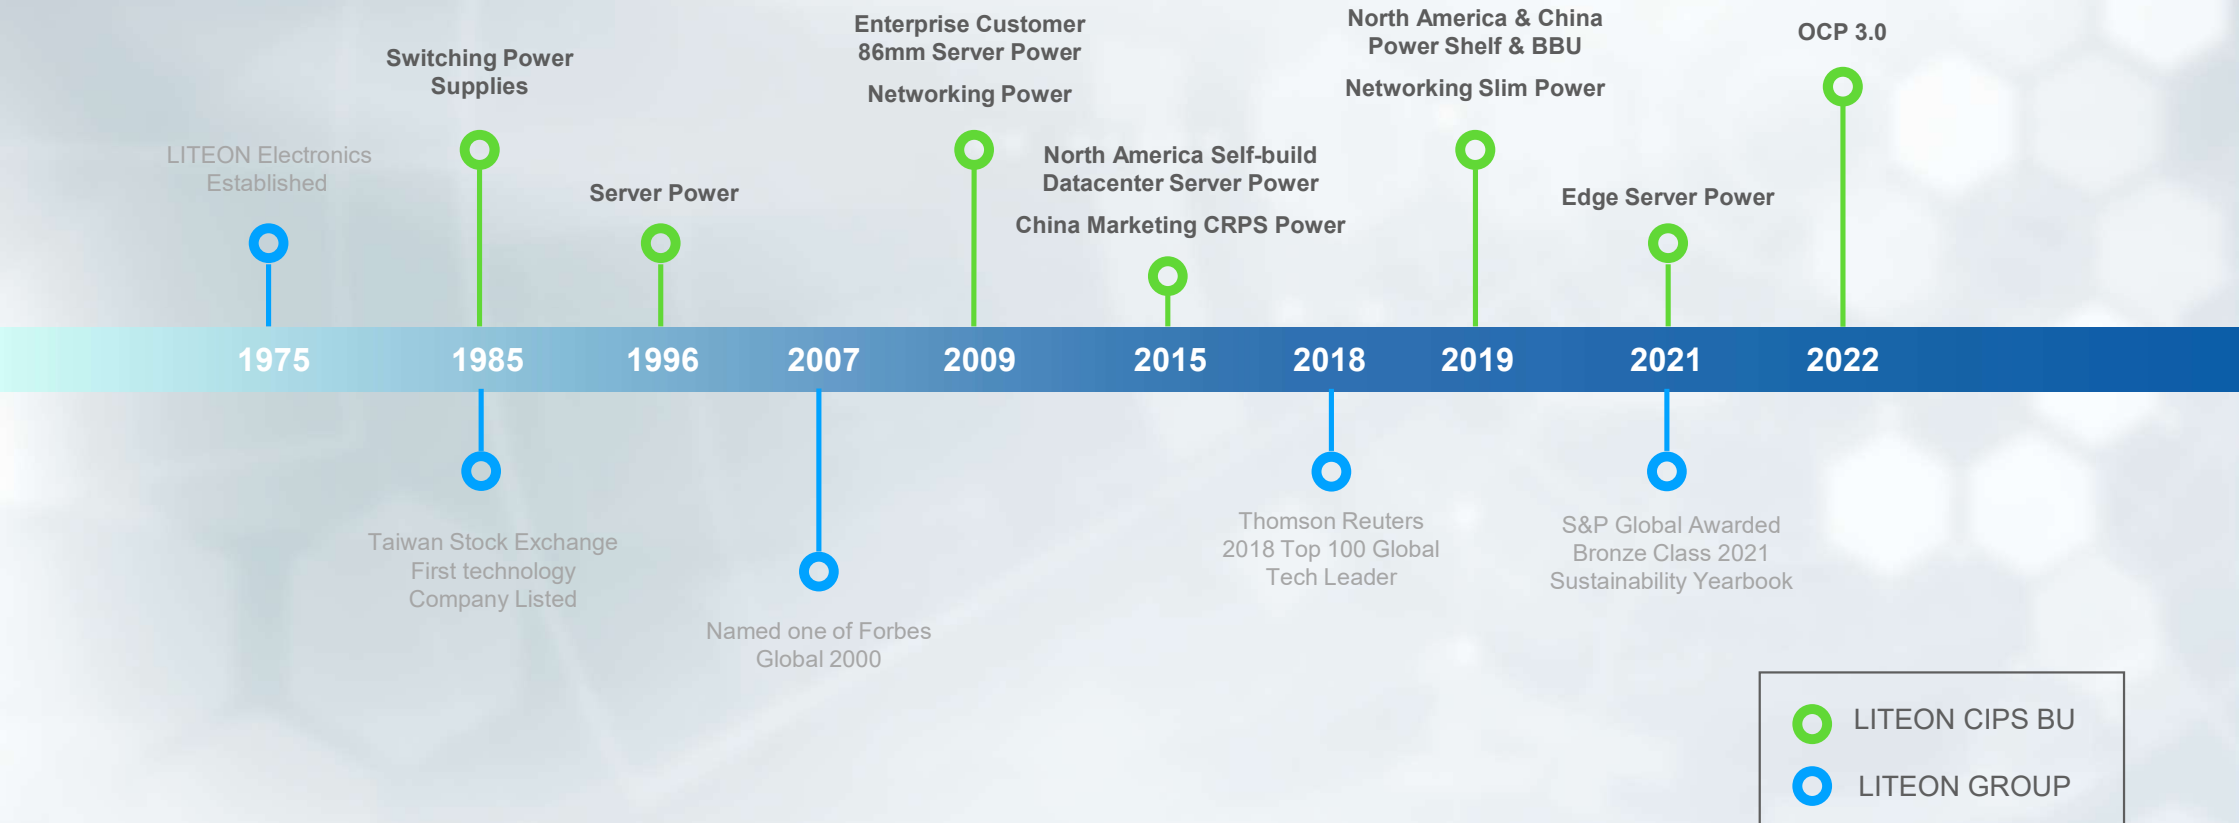 Enterprise Customer
86mm Server Power
Networking Power
North America & China
Power Shelf & BBU
Networking Slim Power
OCP 3.0
Switching Power
Supplies
LITEON Electronics
Established
Server Power
North America Self-build
Datacenter Server Power
China Marketing CRPS Power
Edge Server Power
1975 1985 1996 2007 2009 2015 2018 2019 2021 2022
Taiwan Stock Exchange
First technology
Company Listed
Named one of Forbes
Global 2000
Thomson Reuters
2018 Top 100 Global
Tech Leader
S&P Global Awarded
Bronze Class 2021
Sustainability Yearbook
LITEON CIPS BU
LITEON GROUP